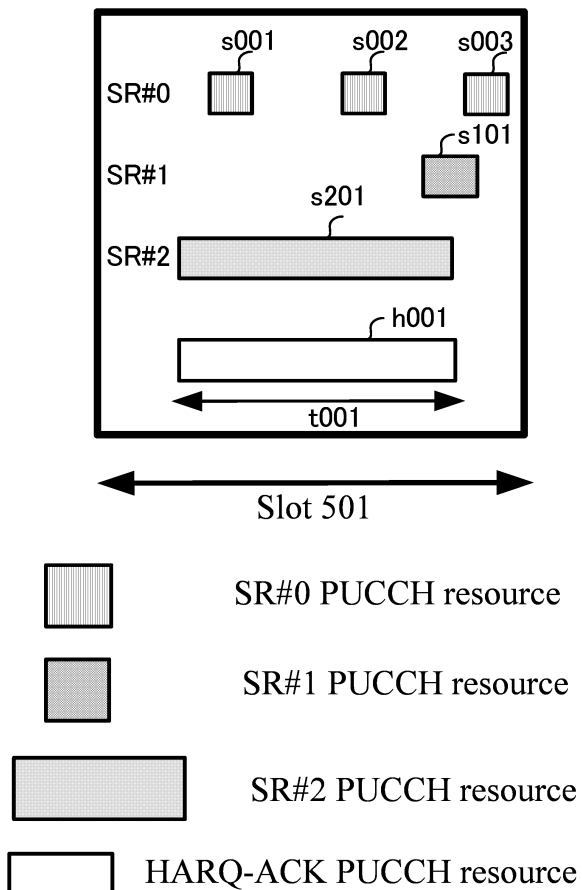 s001 s002 s003
SR#0
s101
SR#1
s201
SR#2
h001
t001
Slot 501
SR#0 PUCCH resource
SR#1 PUCCH resource
SR#2 PUCCH resource
HARQ-ACK PUCCH resource